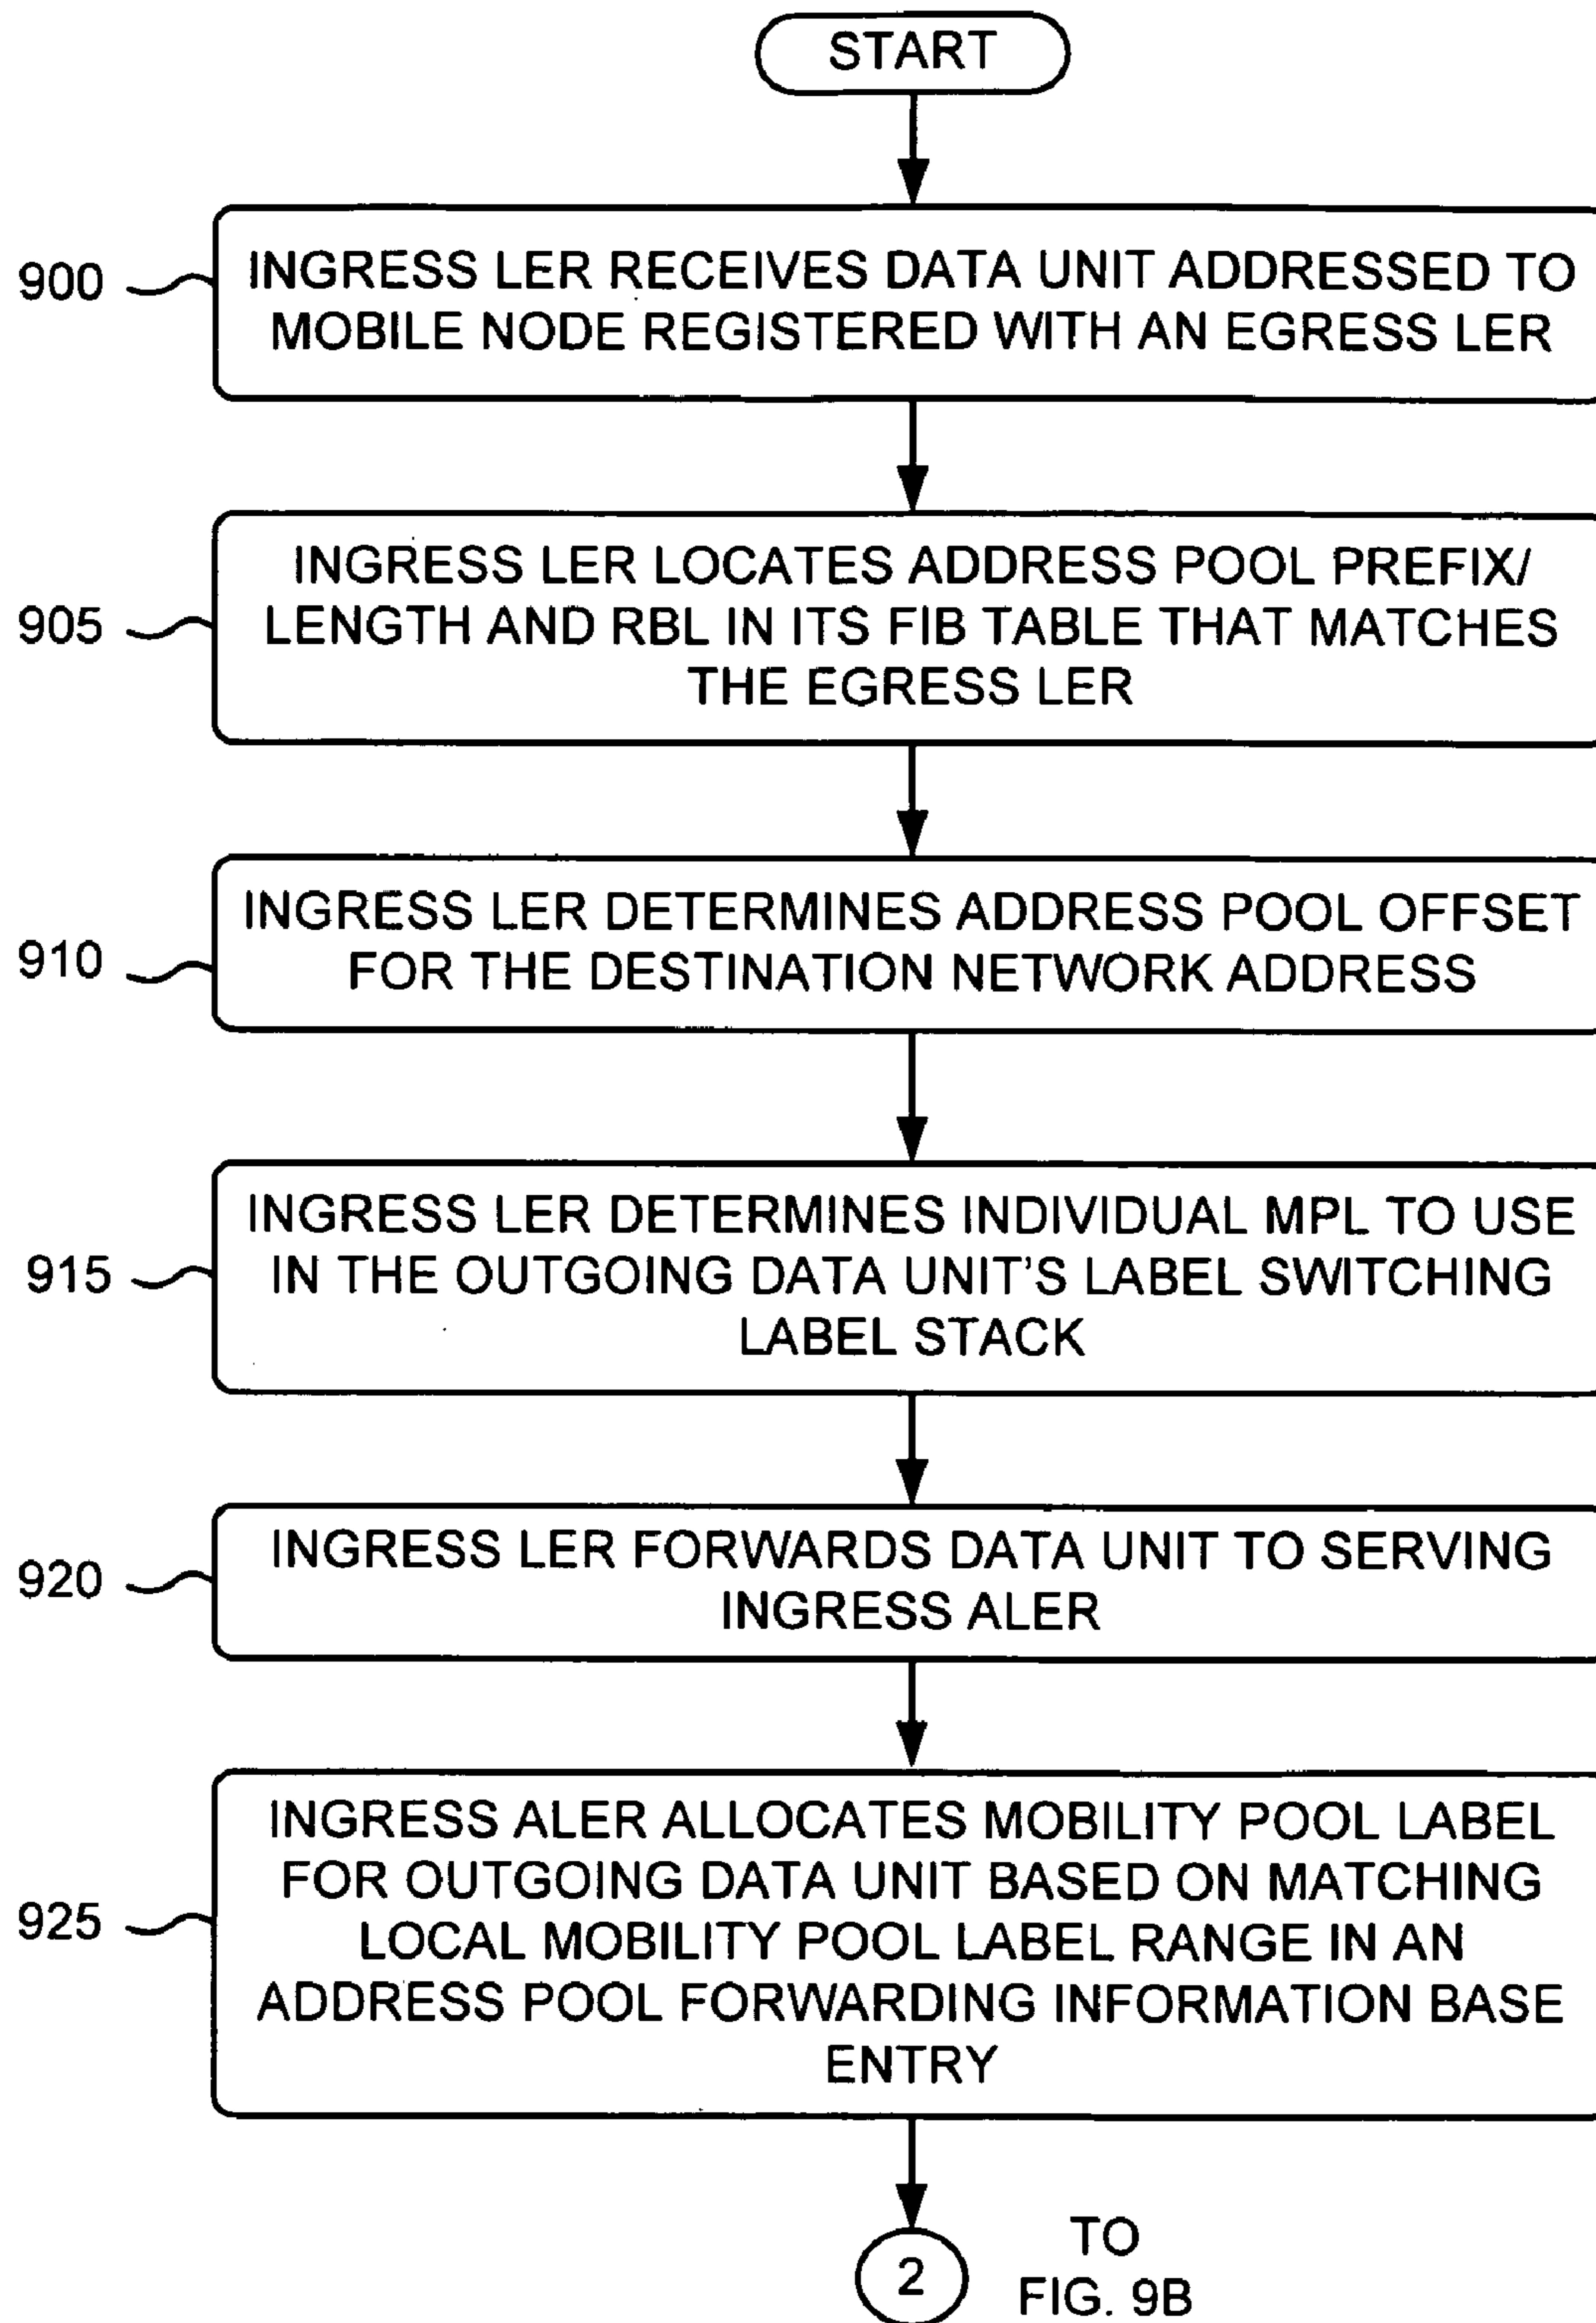 START
900
INGRESS LER RECEIVES DATA UNIT ADDRESSED TO
MOBILE NODE REGISTERED WITH AN EGRESS LER
905
INGRESS LER LOCATES ADDRESS POOL PREFIX/
LENGTH AND RBL IN ITS FIB TABLE THAT MATCHES
THE EGRESS LER
910
INGRESS LER DETERMINES ADDRESS POOL OFFSET
FOR THE DESTINATION NETWORK ADDRESS
915
INGRESS LER DETERMINES INDIVIDUAL MPL TO USE
IN THE OUTGOING DATA UNIT'S LABEL SWITCHING
LABEL STACK
920
INGRESS LER FORWARDS DATA UNIT TO SERVING
INGRESS ALER
925
INGRESS ALER ALLOCATES MOBILITY POOL LABEL
FOR OUTGOING DATA UNIT BASED ON MATCHING
LOCAL MOBILITY POOL LABEL RANGE IN AN
ADDRESS POOL FORWARDING INFORMATION BASE
ENTRY
2
TO
FIG. 9B